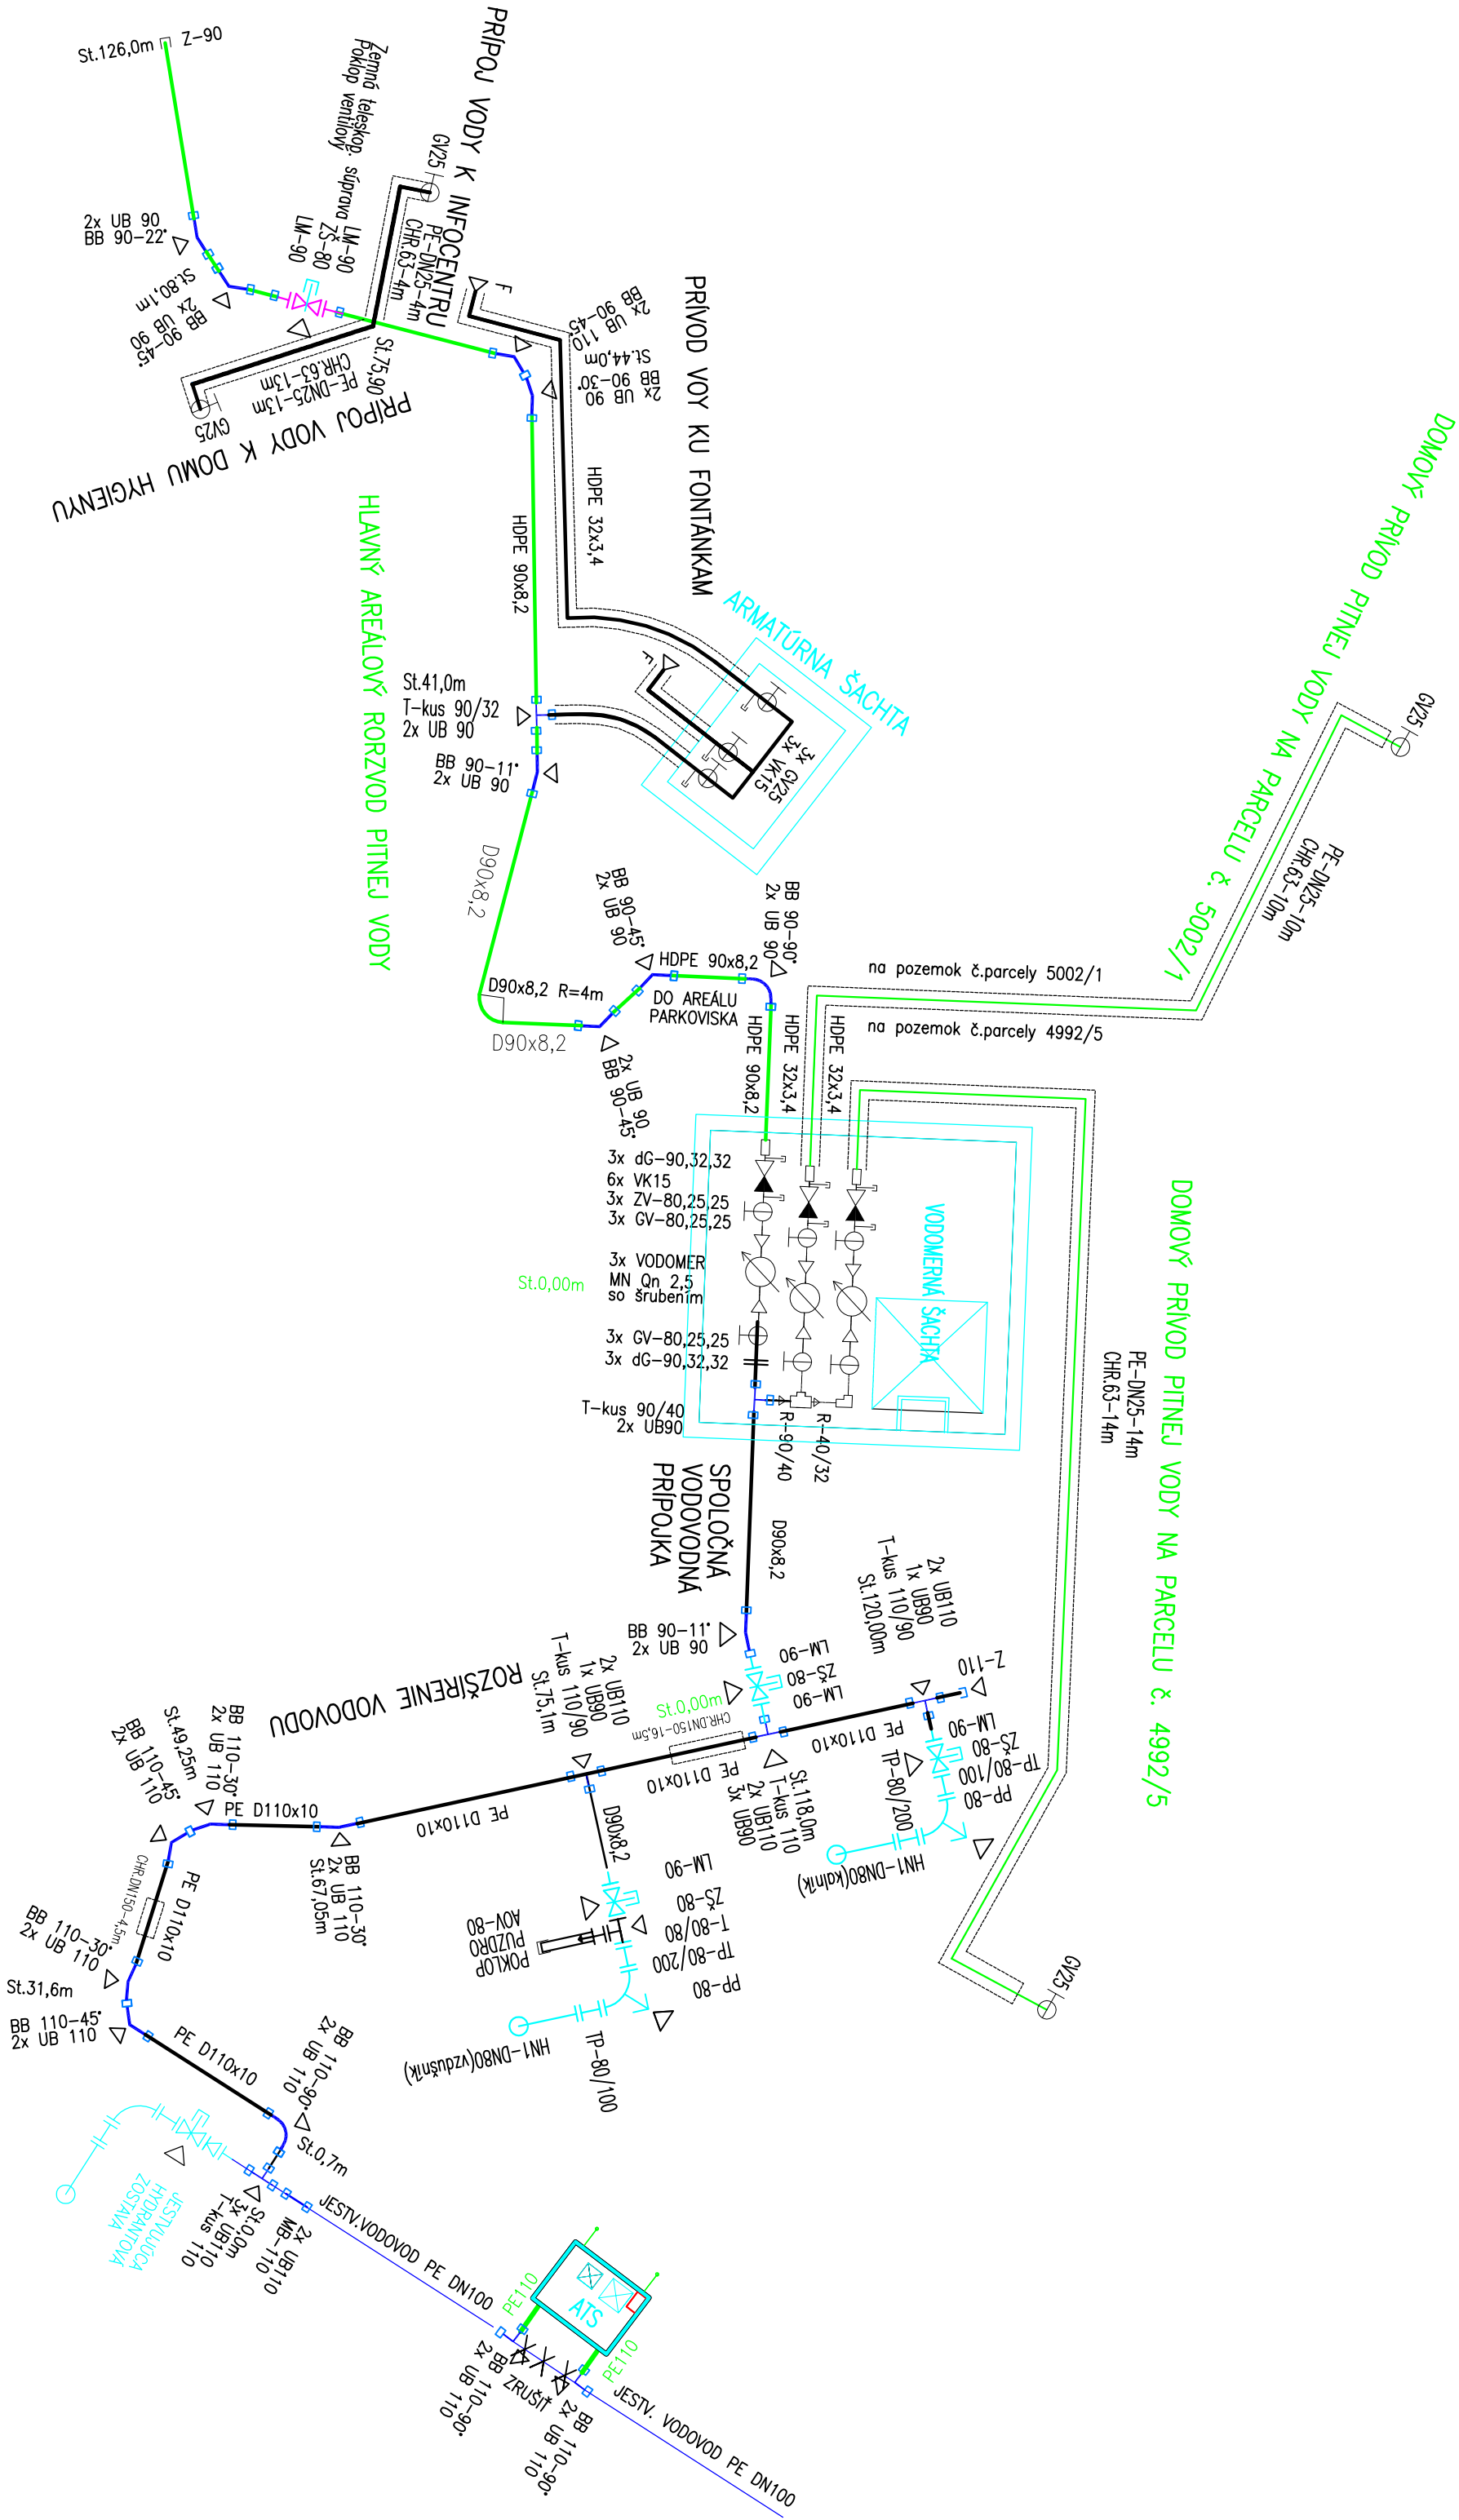 St.126,0m
Z-90
Zemná teleskop. súprava
Poklop ventilový
LM-90
ZŠ-80
LM-90
2x UB 90
BB 90-22°
St.80,1m
2x UB 90
BB 90-45°
PRÍPOJ VODY K INFOCENTRU
GV25
PE-DN25-4m
CHR.63-4m
F
St.75,90
PE-DN25-13m
CHR.63-13m
GV25
PRÍPOJ VODY K DOMU HYGIENYU
2x UB 110
BB 90-45°
St.44,0m
BB 90-30°
2x UB 90
PRÍVOD VOY KU FONTÁNKAM
HDPE 32x3,4
HDPE 90x8,2
HLAVNÝ AREÁLOVÝ RORZVOD PITNEJ VODY
ARMATÚRNA ŠACHTA
F
3x GV25
3x VK15
St.41,0m
T-kus 90/32
2x UB 90
BB 90-11°
2x UB 90
D90x8,2
D90x8,2 R=4m
D90x8,2
BB 90-45°
2x UB 90
2x UB 90
BB 90-45°
HDPE 90x8,2
DO AREÁLU
PARKOVISKA
BB 90-90°
2x UB 90
HDPE 90x8,2
HDPE 32x3,4
HDPE 32x3,4
na pozemok č.parcely 5002/1
na pozemok č.parcely 4992/5
DOMOVÝ PRÍVOD PITNEJ VODY NA PARCELU č. 5002/1
GV25
PE-DN25-10m
CHR.63-10m
3x dG-90,32,32
6x VK15
3x ZV-80,25,25
3x GV-80,25,25
3x VODOMER
MN Qn 2,5
so šrubením
St.0,00m
3x GV-80,25,25
3x dG-90,32,32
T-kus 90/40
2x UB90
R-90/40
R-40/32
VODOMERNÁ ŠACHTA
DOMOVÝ PRÍVOD PITNEJ VODY NA PARCELU č. 4992/5
PE-DN25-14m
CHR.63-14m
GV25
SPOLOČNÁ
VODOVODNÁ
PRÍPOJKA
D90x8,2
BB 90-11°
2x UB 90
LM-90
ZŠ-80
LM-90
St.0,00m
CHR.DN150-16,5m
2x UB110
1x UB90
T-kus 110/90
St.120,00m
Z-110
LM-90
ZŠ-80
TP-80/100
PP-80
TP-80/200
HN1-DN80(kalník)
PE D110x10
St.118,0m
T-kus 110
2x UB110
3x UB90
PE D110x10
2x UB110
1x UB90
T-kus 110/90
St.75,1m
ROZŠÍRENIE VODOVODU
D90x8,2
LM-90
ZŠ-80
T-80/80
TP-80/200
PP-80
AOV-80
PUZDRO
POKLOP
TP-80/100
HN1-DN80(vzdušník)
PE D110x10
BB 110-30°
2x UB 110
St.67,05m
PE D110x10
BB 110-30°
2x UB 110
St.49,25m
BB 110-45°
2x UB 110
PE D110x10
CHR.DN150-4,5m
BB 110-30°
2x UB 110
St.31,6m
BB 110-45°
2x UB 110
PE D110x10
BB 110-90°
2x UB 110
St.0,7m
JESTVUJÚCA
HYDRANTOVÁ
ZOSTAVA
St.0,0m
3x UB110
T-kus 110
2x UB110
MB-110
JESTV.VODOVOD PE DN100
PE110
ATS
PE110
ZRUŠIŤ
BB 110-90°
2x UB 110
BB 110-90°
2x UB 110
JESTV. VODOVOD PE DN100